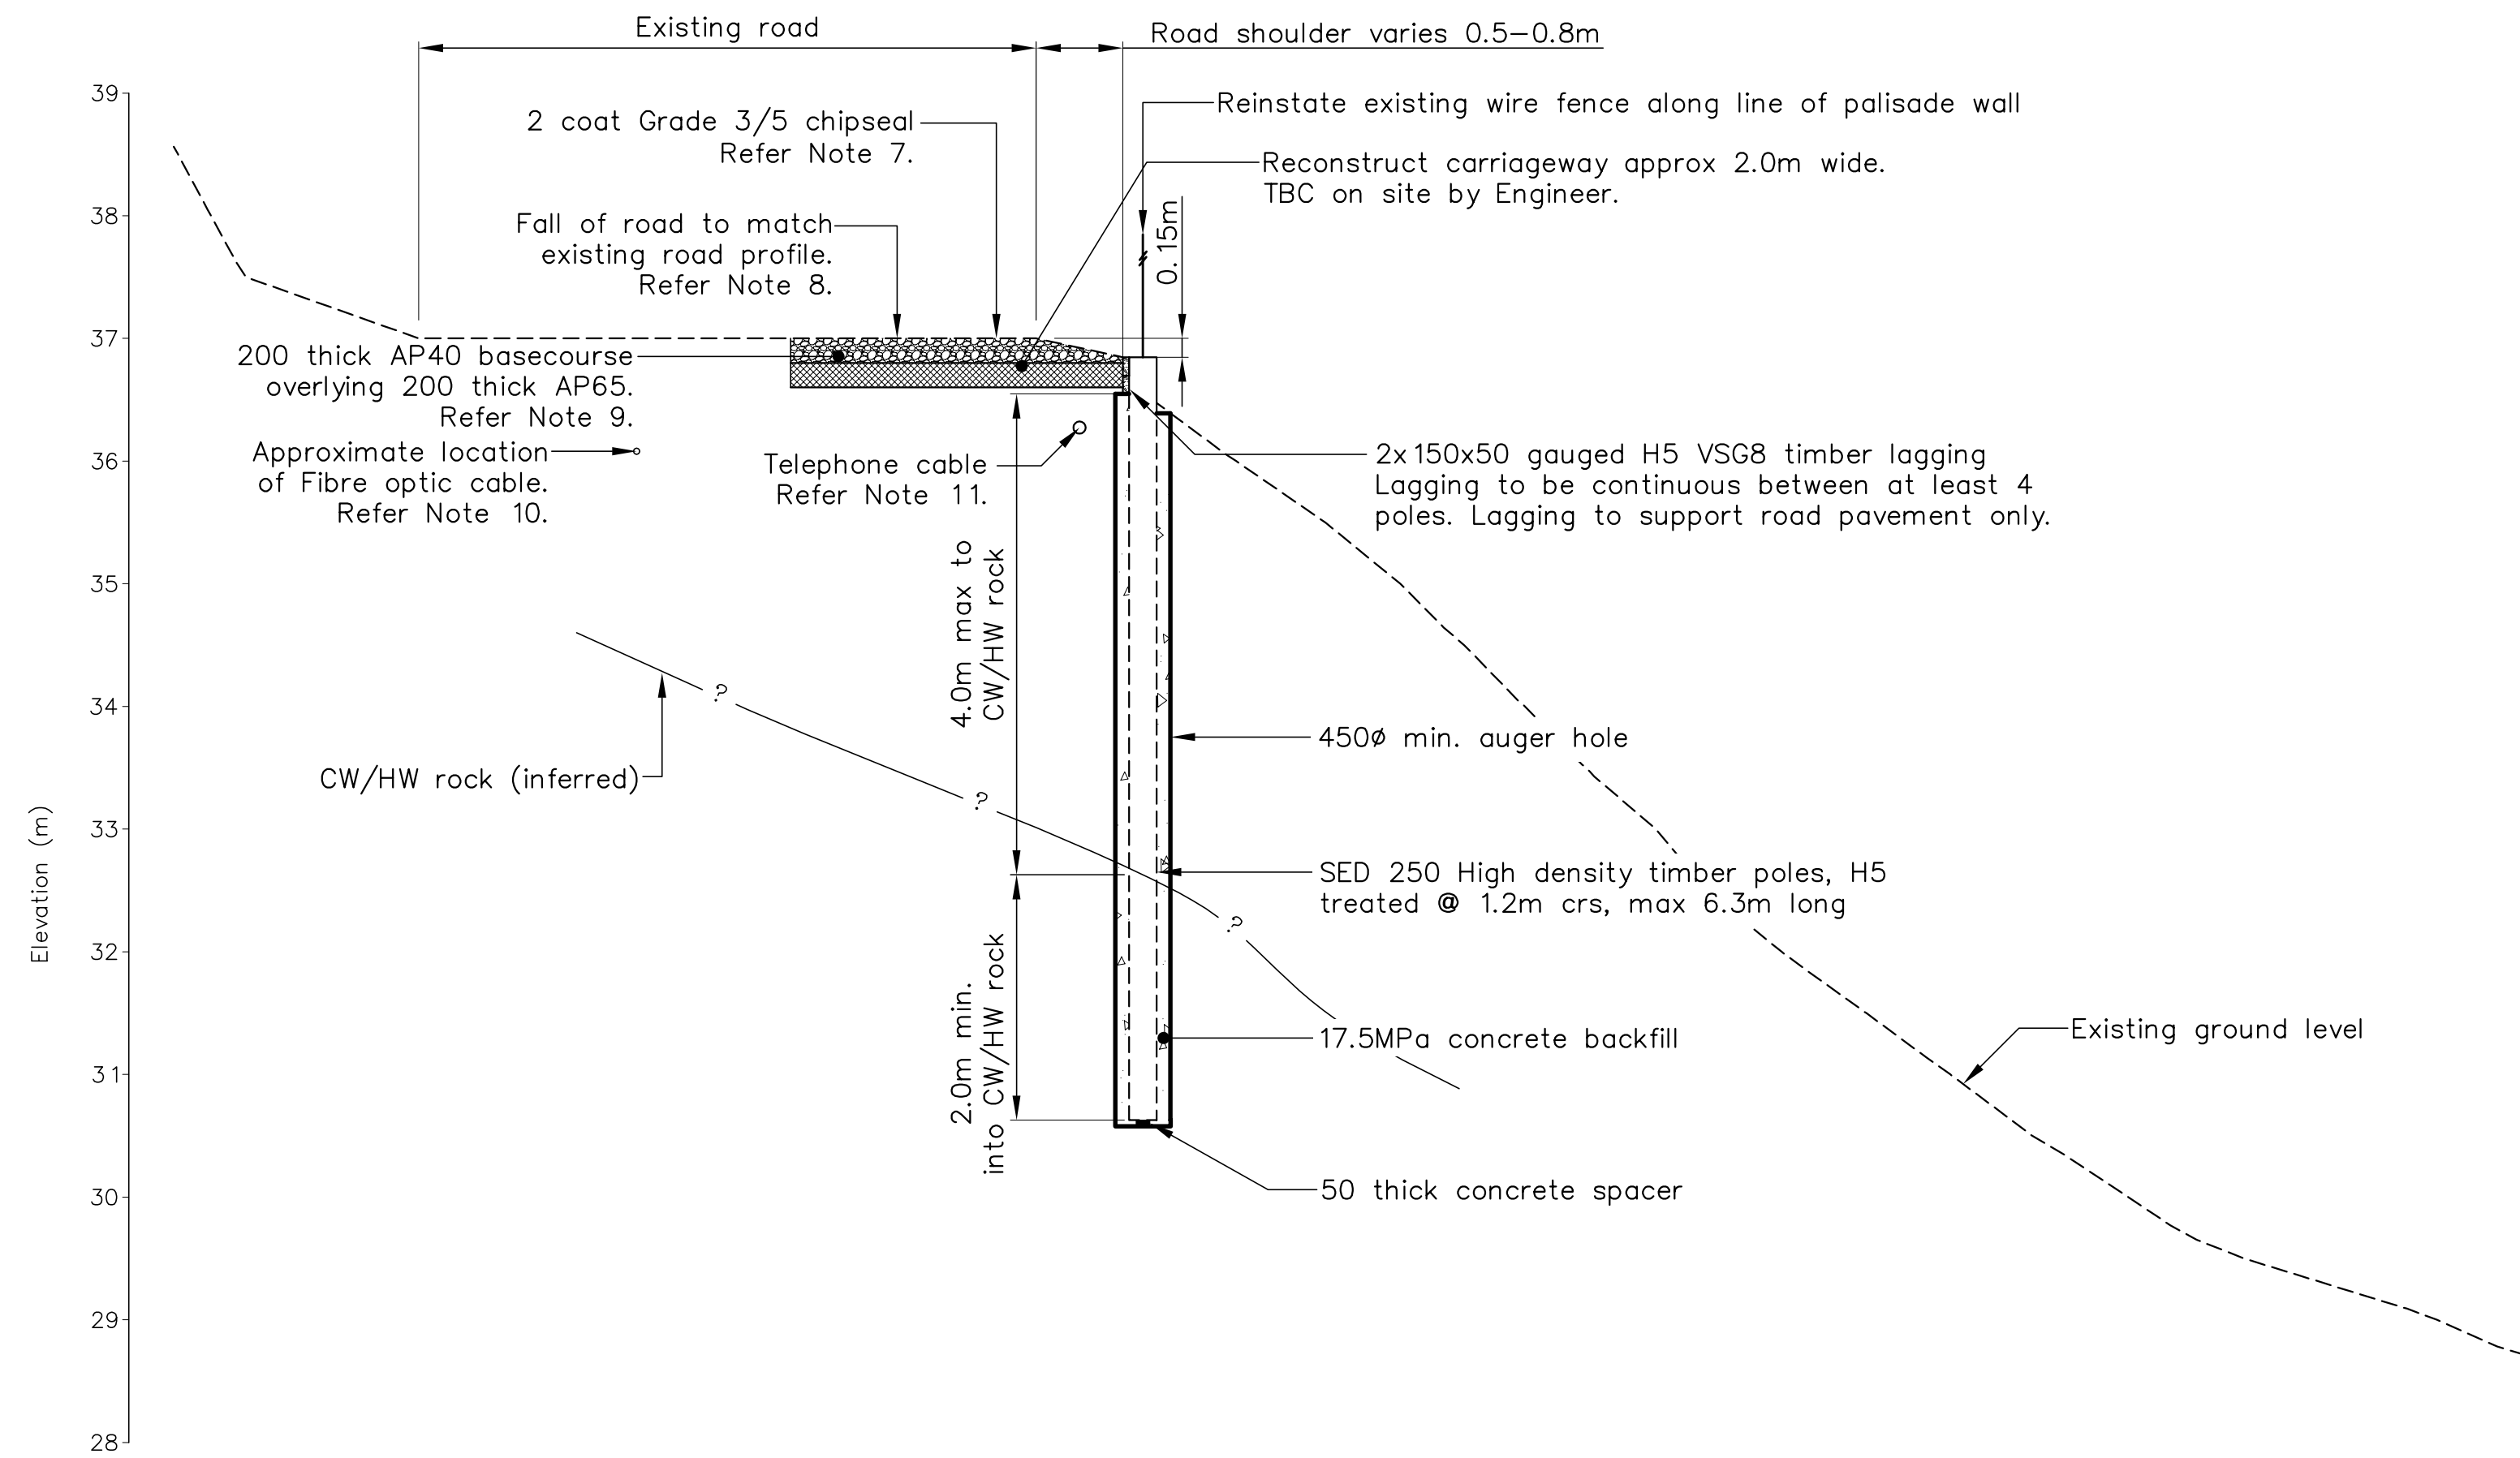 Existing road
Road shoulder varies 0.5-0.8m
39
Reinstate existing wire fence along line of palisade wall
2 coat Grade 3/5 chipseal
Refer Note 7.
Reconstruct carriageway approx 2.0m wide.
TBC on site by Engineer.
38
Fall of road to match
existing road profile.
Refer Note 8.
0.15m
37
200 thick AP40 basecourse
overlying 200 thick AP65.
Refer Note 9.
36
Approximate location
of Fibre optic cable.
Refer Note 10.
Telephone cable
Refer Note 11.
2x150x50 gauged H5 VSG8 timber lagging
Lagging to be continuous between at least 4
poles. Lagging to support road pavement only.
35
4.0m max to
CW/HW rock
34
?
450ø min. auger hole
CW/HW rock (inferred)
?
33
Elevation (m)
SED 250 High density timber poles, H5
treated @ 1.2m crs, max 6.3m long
?
32
2.0m min.
into CW/HW rock
17.5MPa concrete backfill
Existing ground level
31
50 thick concrete spacer
30
29
28